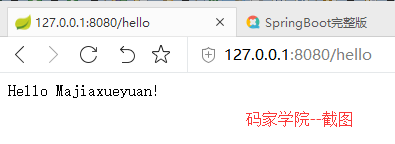 127.0.0.1:8080/hello
SpringBoot完整版
127.0.0.1:8080/hello
Hello Majiaxueyuan!
码家学院--截图